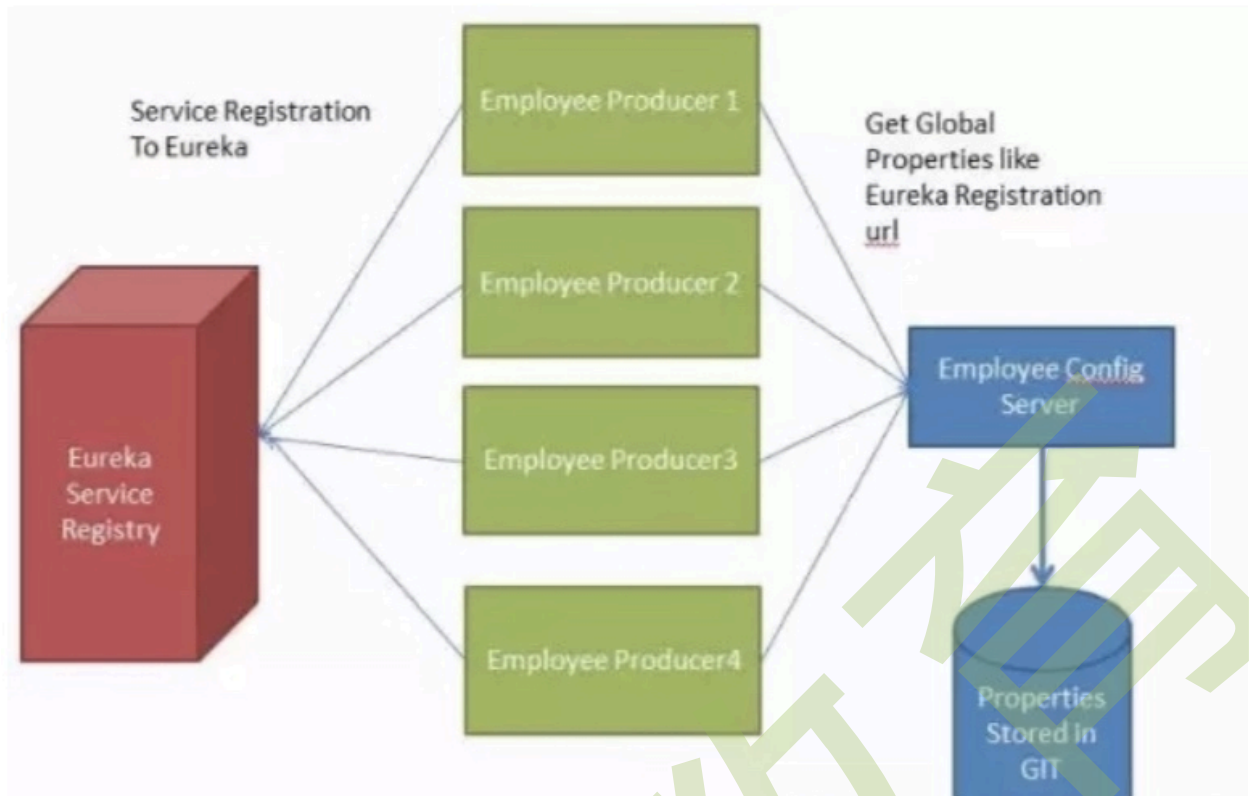 Service Registration
To Eureka
Employee Producer 1
Get Global
Properties like
Eureka Registration
url
Employee Producer 2
Employee Config
Server
Employee Producer3
Eureka
Service
Registry
Employee Producer4
Properties
Stored in
GIT